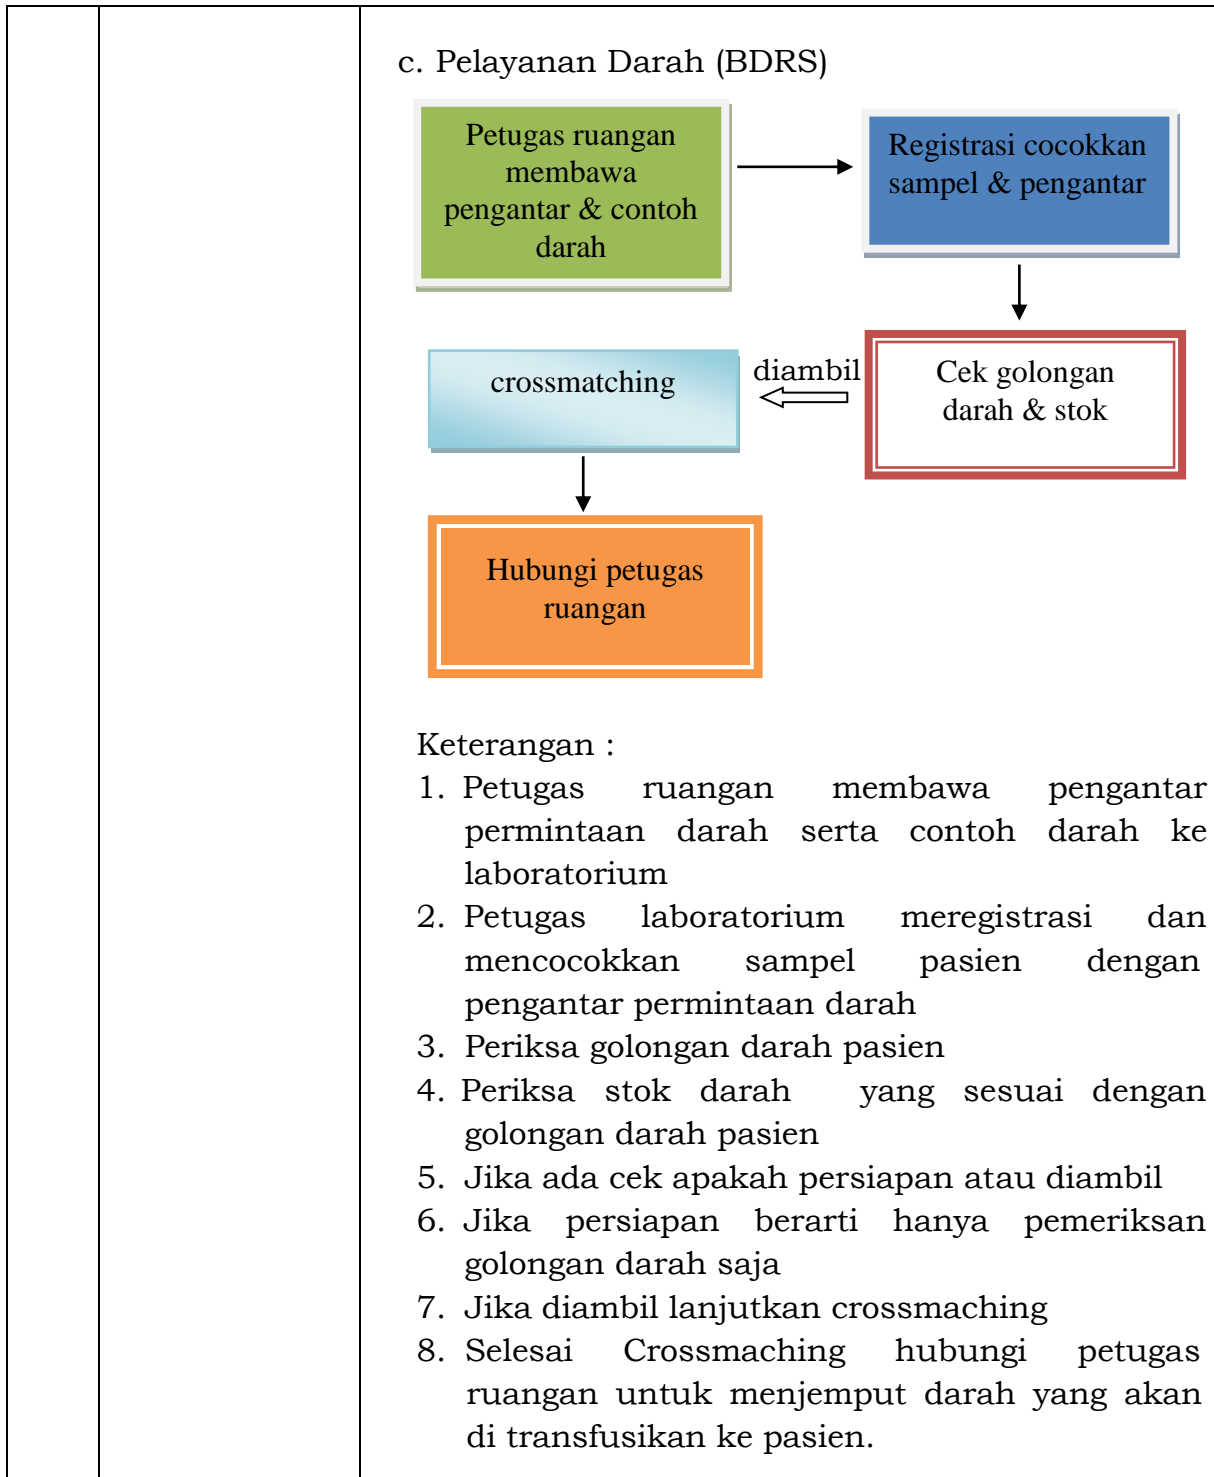 c. Pelayanan Darah (BDRS)
Petugas ruangan
membawa
pengantar & contoh
darah
Registrasi cocokkan
sampel & pengantar
Cek golongan
darah & stok
diambil
crossmatching
Hubungi petugas
ruangan
Keterangan :
1. Petugas ruangan membawa pengantar
permintaan darah serta contoh darah ke
laboratorium
2. Petugas laboratorium meregistrasi dan
mencocokkan sampel pasien dengan
pengantar permintaan darah
3. Periksa golongan darah pasien
4. Periksa stok darah yang sesuai dengan
golongan darah pasien
5. Jika ada cek apakah persiapan atau diambil
6. Jika persiapan berarti hanya pemeriksan
golongan darah saja
7. Jika diambil lanjutkan crossmaching
8. Selesai Crossmaching hubungi petugas
ruangan untuk menjemput darah yang akan
di transfusikan ke pasien.